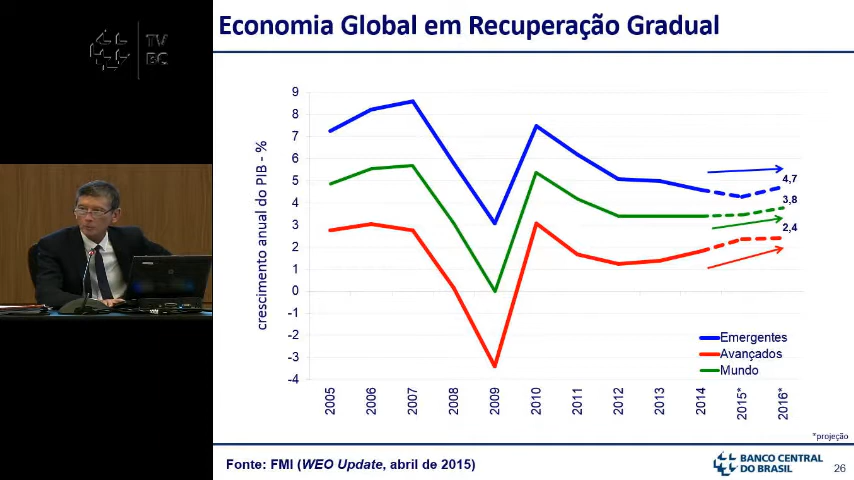 TV
BC
Economia Global em Recuperação Gradual
crescimento anual do PIB - %
9
8
7
6
5
4
3
2
1
0
-1
-2
-3
-4
4,7
3,8
2,4
Emergentes
Avançados
Mundo
2005
2006
2007
2008
2009
2010
2011
2012
2013
2014
2015*
2016*
*projeção
Fonte: FMI (WEO Update, abril de 2015)
BANCO CENTRAL
DO BRASIL
26